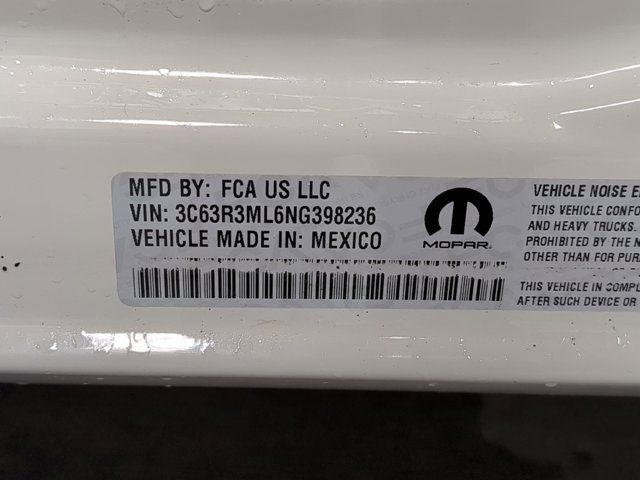 MFD BY: FCA US LLC
VIN: 3C63R3ML6NG398236
VEHICLE MADE IN: MEXICO
MOPAR
VEHICLE NOISE E
THIS VEHICLE CONFO
AND HEAVY TRUCKS.
PROHIBITED BY THE N
OTHER THAN FOR PUR
THIS VEHICLE IN COMPL
AFTER SUCH DEVICE OR